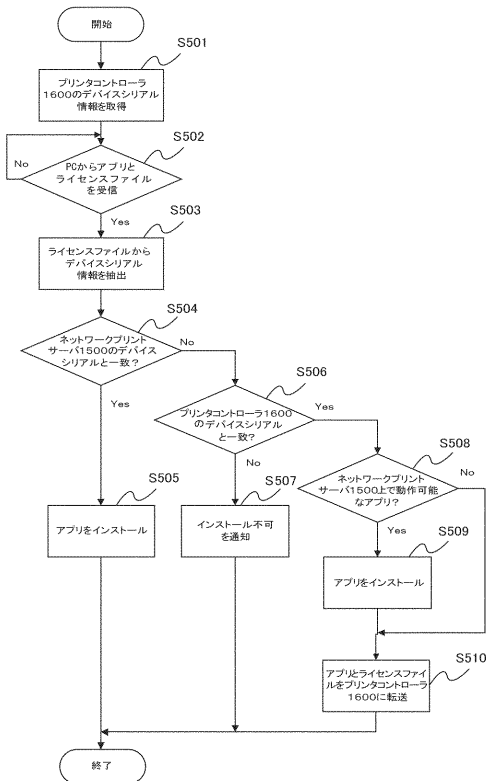 開始
S501
プリンタコントローラ
1600のデバイスシリアル
情報を取得
S502
No
PCからアプリと
ライセンスファイル
を受信
Yes
S503
ライセンスファイルから
デバイスシリアル
情報を抽出
S504
ネットワークプリント
サーバ1500のデバイス
シリアルと一致?
No
Yes
S506
プリンタコントローラ1600
のデバイスシリアル
と一致?
Yes
No
S508
ネットワークプリント
サーバ1500上で動作可能
なアプリ?
No
Yes
S505
アプリをインストール
S507
インストール不可
を通知
S509
アプリをインストール
S510
アプリとライセンスファイ
ルをプリンタコントローラ
1600に転送
終了